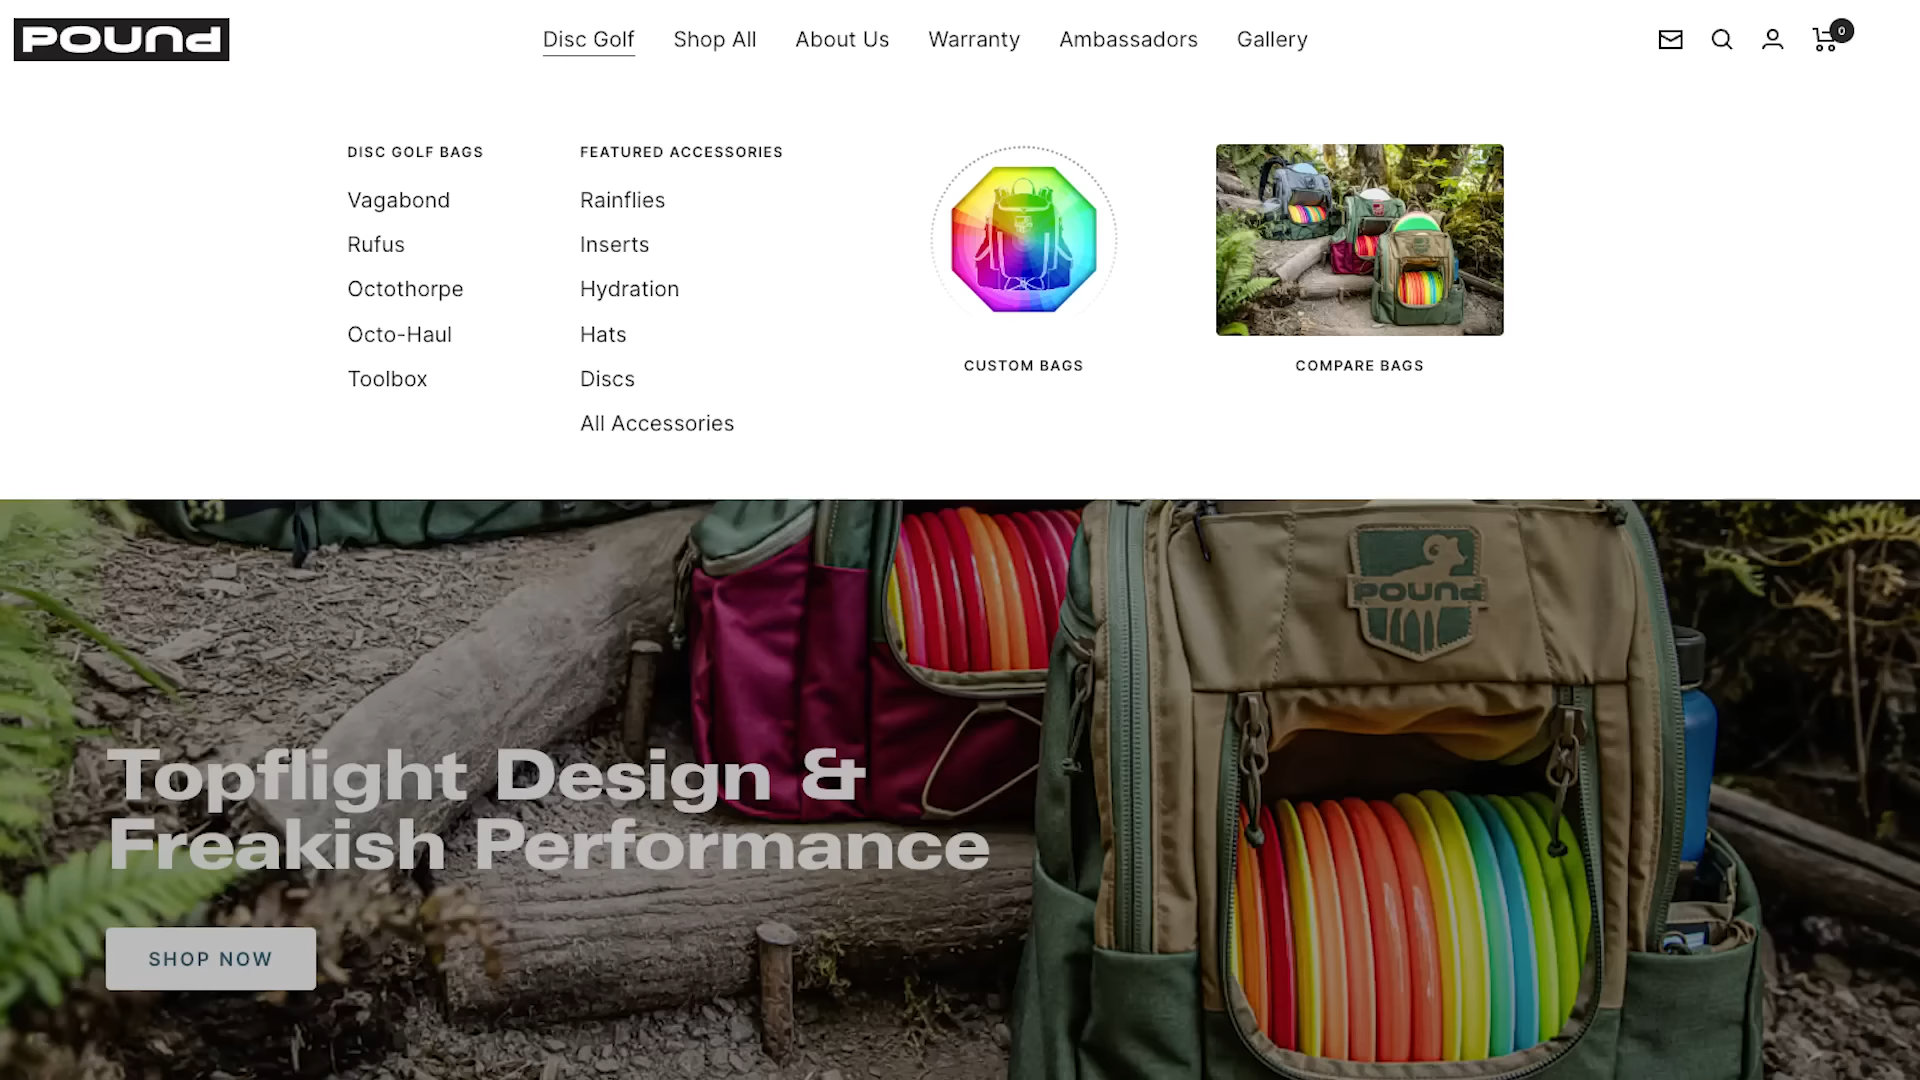 POUND
Disc Golf
Shop All
About Us
Warranty
Ambassadors
Gallery
0
DISC GOLF BAGS
Vagabond
Rufus
Octothorpe
Octo-Haul
Toolbox
FEATURED ACCESSORIES
Rainflies
Inserts
Hydration
Hats
Discs
All Accessories
CUSTOM BAGS
COMPARE BAGS
POUND
Topflight Design &
Freakish Performance
SHOP NOW